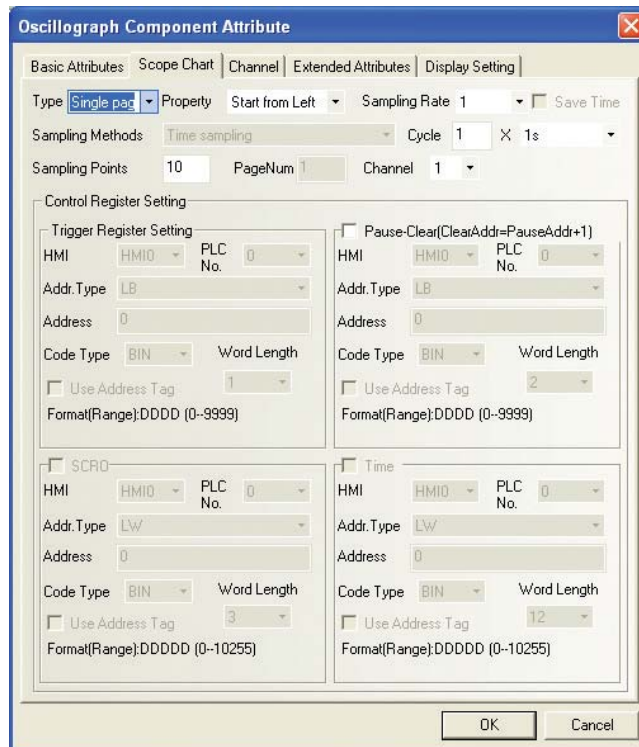 Oscillograph Component Attribute
Basic Attributes Scope Chart Channel Extended Attributes Display Setting
Type Single pag Property Start from Left Sampling Rate 1 Save Time
Sampling Methods Time sampling Cycle 1 X 1s
Sampling Points 10 PageNum 1 Channel 1
Control Register Setting
Trigger Register Setting
HMI HMI0 PLC No. 0
Addr.Type LB
Address 0
Code Type BIN Word Length
Use Address Tag 1
Format(Range):DDDD (0--9999)
Pause-Clear(ClearAddr=PauseAddr+1)
HMI HMI0 PLC No. 0
Addr.Type LB
Address 0
Code Type BIN Word Length
Use Address Tag 2
Format(Range):DDDD (0--9999)
SCRO
HMI HMI0 PLC No. 0
Addr.Type LW
Address 0
Code Type BIN Word Length
Use Address Tag 3
Format(Range):DDDDD (0--10255)
Time
HMI HMI0 PLC No. 0
Addr.Type LW
Address 0
Code Type BIN Word Length
Use Address Tag 12
Format(Range):DDDDD (0--10255)
OK Cancel